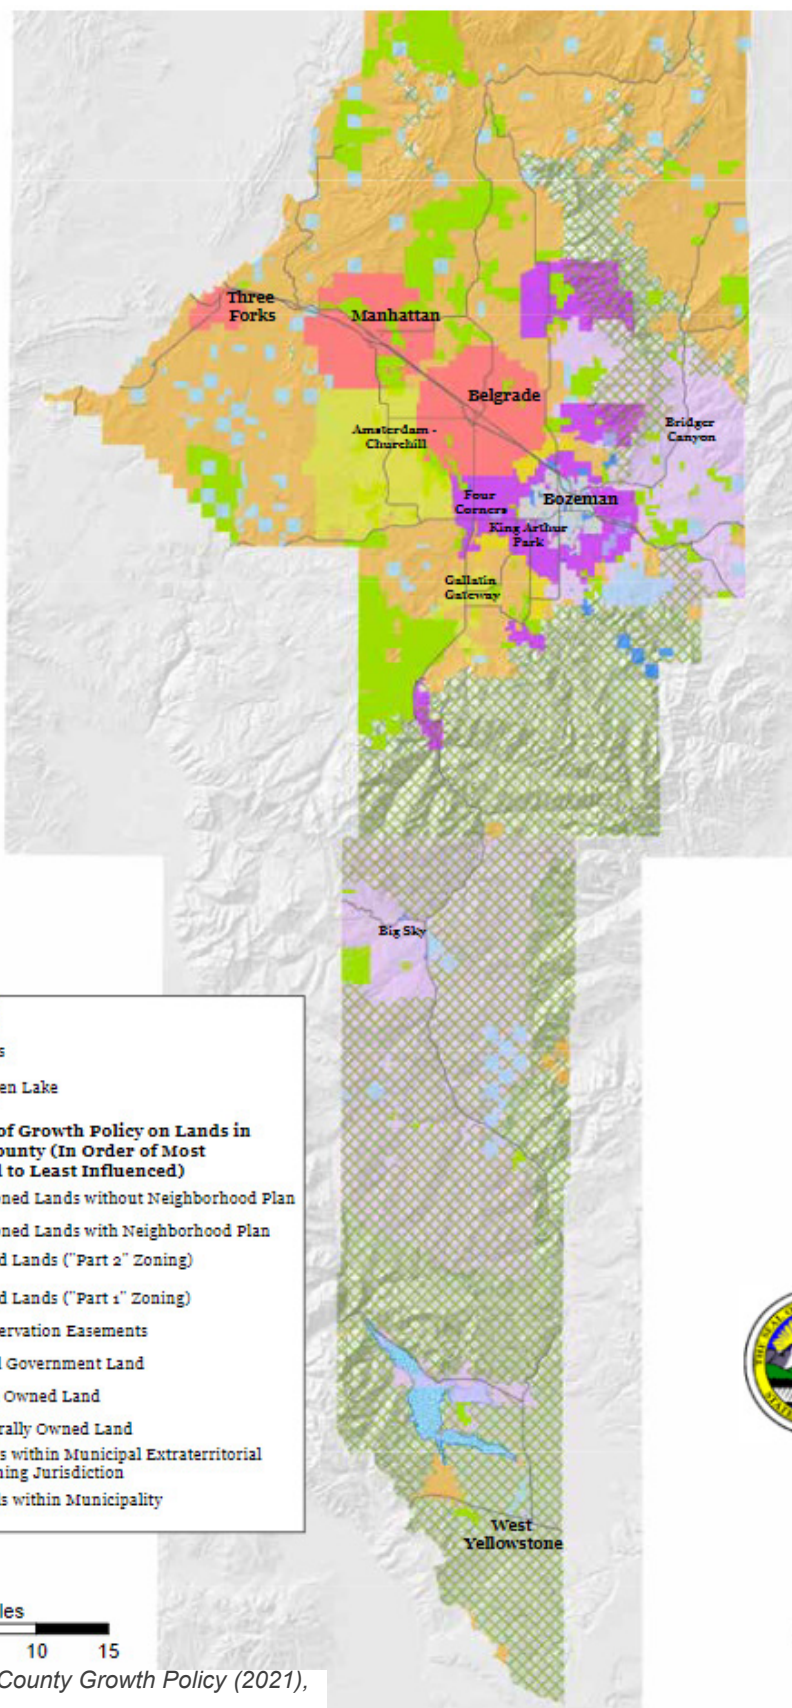 Three
Forks
Manhattan
Belgrade
Amsterdam -
Churchill
Bridger
Canyon
Four
Corners
Bozeman
King Arthur
Park
Gallatin
Gateway
Big Sky
s
en Lake
of Growth Policy on Lands in
ounty (In Order of Most
l to Least Influenced)
ned Lands without Neighborhood Plan
ned Lands with Neighborhood Plan
d Lands ("Part 2" Zoning)
d Lands ("Part 1" Zoning)
ervation Easements
l Government Land
Owned Land
rally Owned Land
s within Municipal Extraterritorial
ning Jurisdiction
ls within Municipality
West
Yellowstone
THE SEAL O
STATE
les
10 15
County Growth Policy (2021),